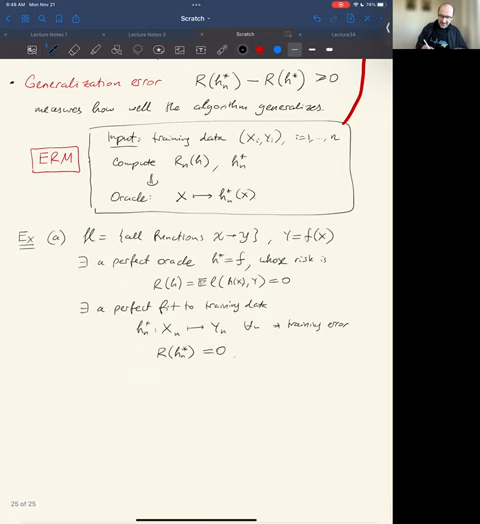 8:48 AM Mon Nov 21
74%
Scratch
Lecture Notes 1
Lecture Notes 3
Scratch
Lecture34
• Generalization error R(h*ₙ) − R(h*) ≥ 0
measures how well the algorithm generalizes.
ERM
Input: training data (Xᵢ, Yᵢ), i=1,...,n
Compute Rₙ(h), h*ₙ
⇓
Oracle: X ↦ h*ₙ(x)
Ex (a) H = {all functions X→Y}, Y=f(x)
∃ a perfect oracle h*=f, whose risk is
R(h) = E ℓ(h(x), Y) = 0
∃ a perfect fit to training data
h*ₙ: Xₙ ↦ Yₙ ∀n ⇒ training error
R(h*ₙ) = 0.
25 of 25